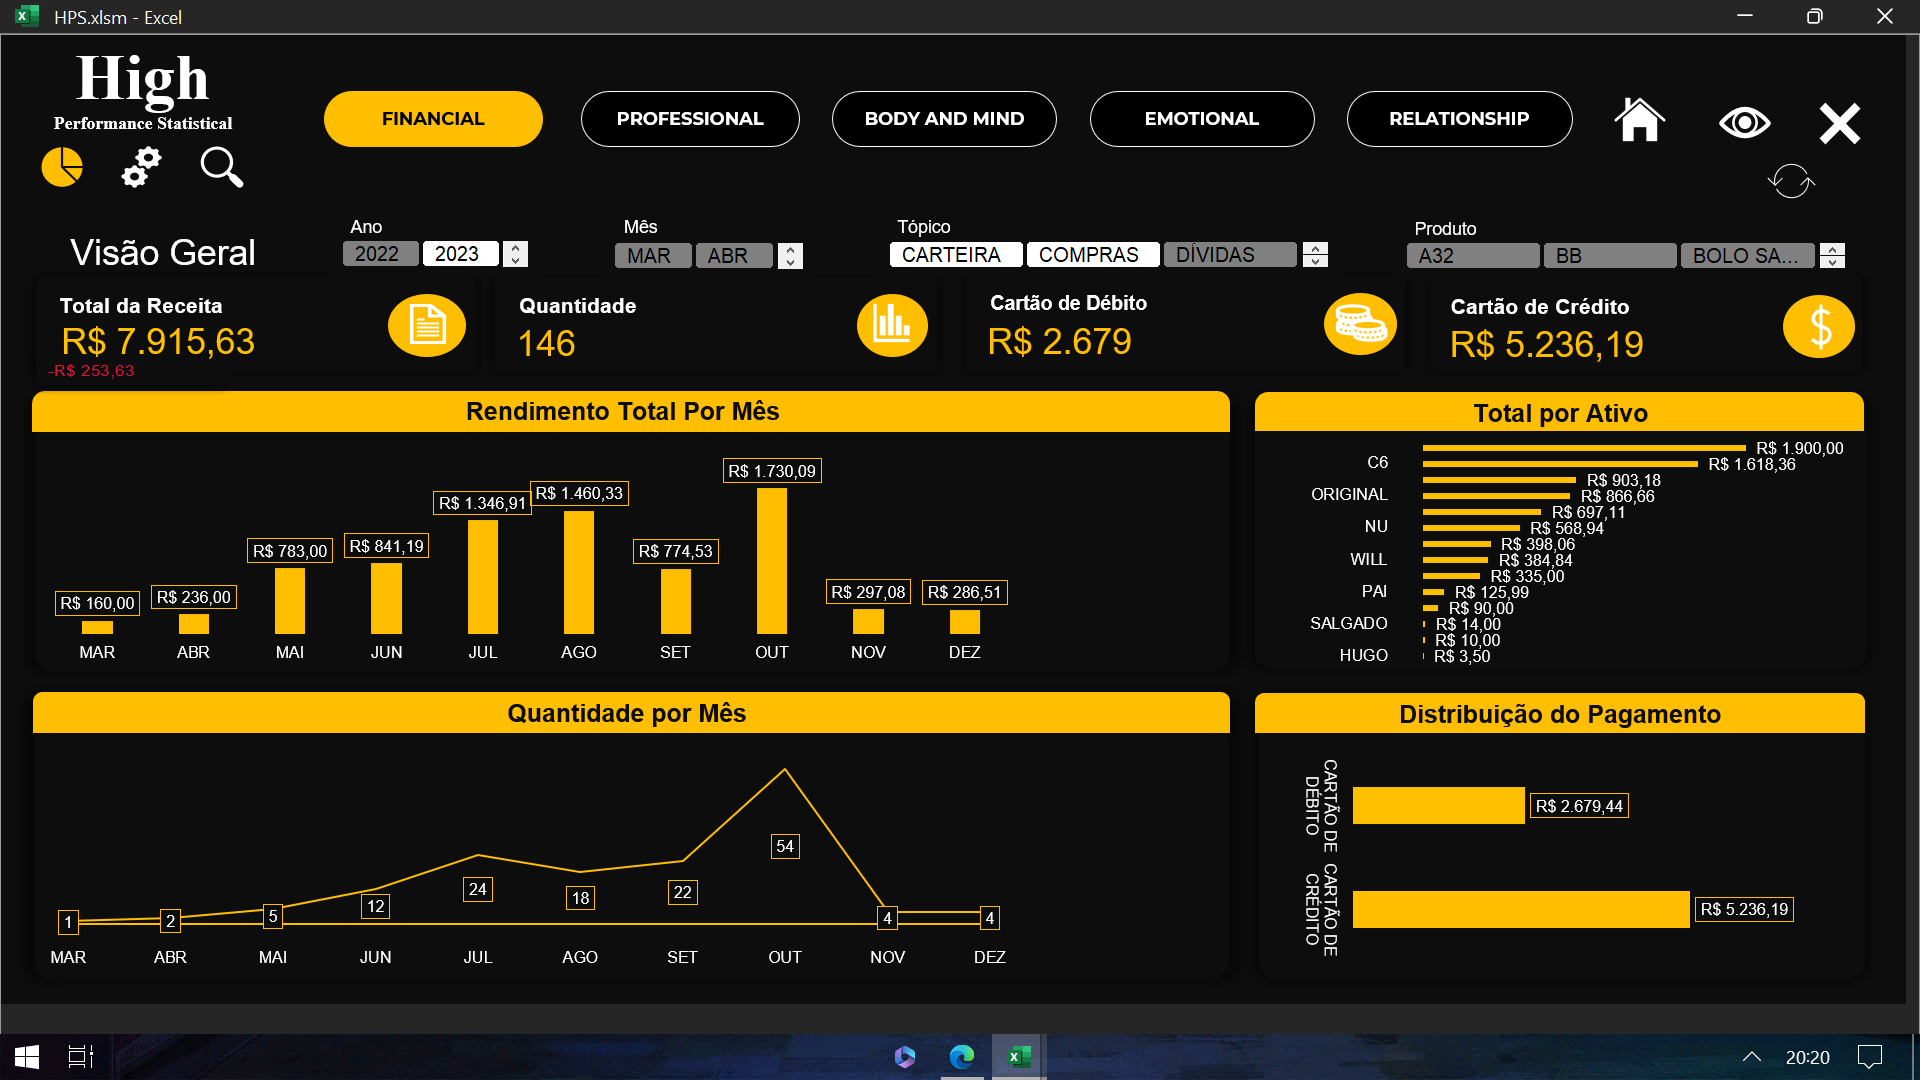 HPS.xlsm - Excel
High
Performance Statistical
FINANCIAL
PROFESSIONAL
BODY AND MIND
EMOTIONAL
RELATIONSHIP
Visão Geral
Ano
2022 2023
Mês
MAR ABR
Tópico
CARTEIRA COMPRAS DÍVIDAS
Produto
A32 BB BOLO SA...
Total da Receita
R$ 7.915,63
-R$ 253,63
Quantidade
146
Cartão de Débito
R$ 2.679
Cartão de Crédito
R$ 5.236,19
$
Rendimento Total Por Mês
R$ 160,00
R$ 236,00
R$ 783,00
R$ 841,19
R$ 1.346,91
R$ 1.460,33
R$ 774,53
R$ 1.730,09
R$ 297,08
R$ 286,51
MAR ABR MAI JUN JUL AGO SET OUT NOV DEZ
Total por Ativo
R$ 1.900,00
C6
R$ 1.618,36
R$ 903,18
ORIGINAL
R$ 866,66
R$ 697,11
NU
R$ 568,94
R$ 398,06
WILL
R$ 384,84
R$ 335,00
PAI
R$ 125,99
R$ 90,00
SALGADO
R$ 14,00
R$ 10,00
HUGO
R$ 3,50
Quantidade por Mês
1 2 5 12 24 18 22 54 4 4
MAR ABR MAI JUN JUL AGO SET OUT NOV DEZ
Distribuição do Pagamento
CARTÃO DE
DÉBITO
R$ 2.679,44
CARTÃO DE
CRÉDITO
R$ 5.236,19
20:20